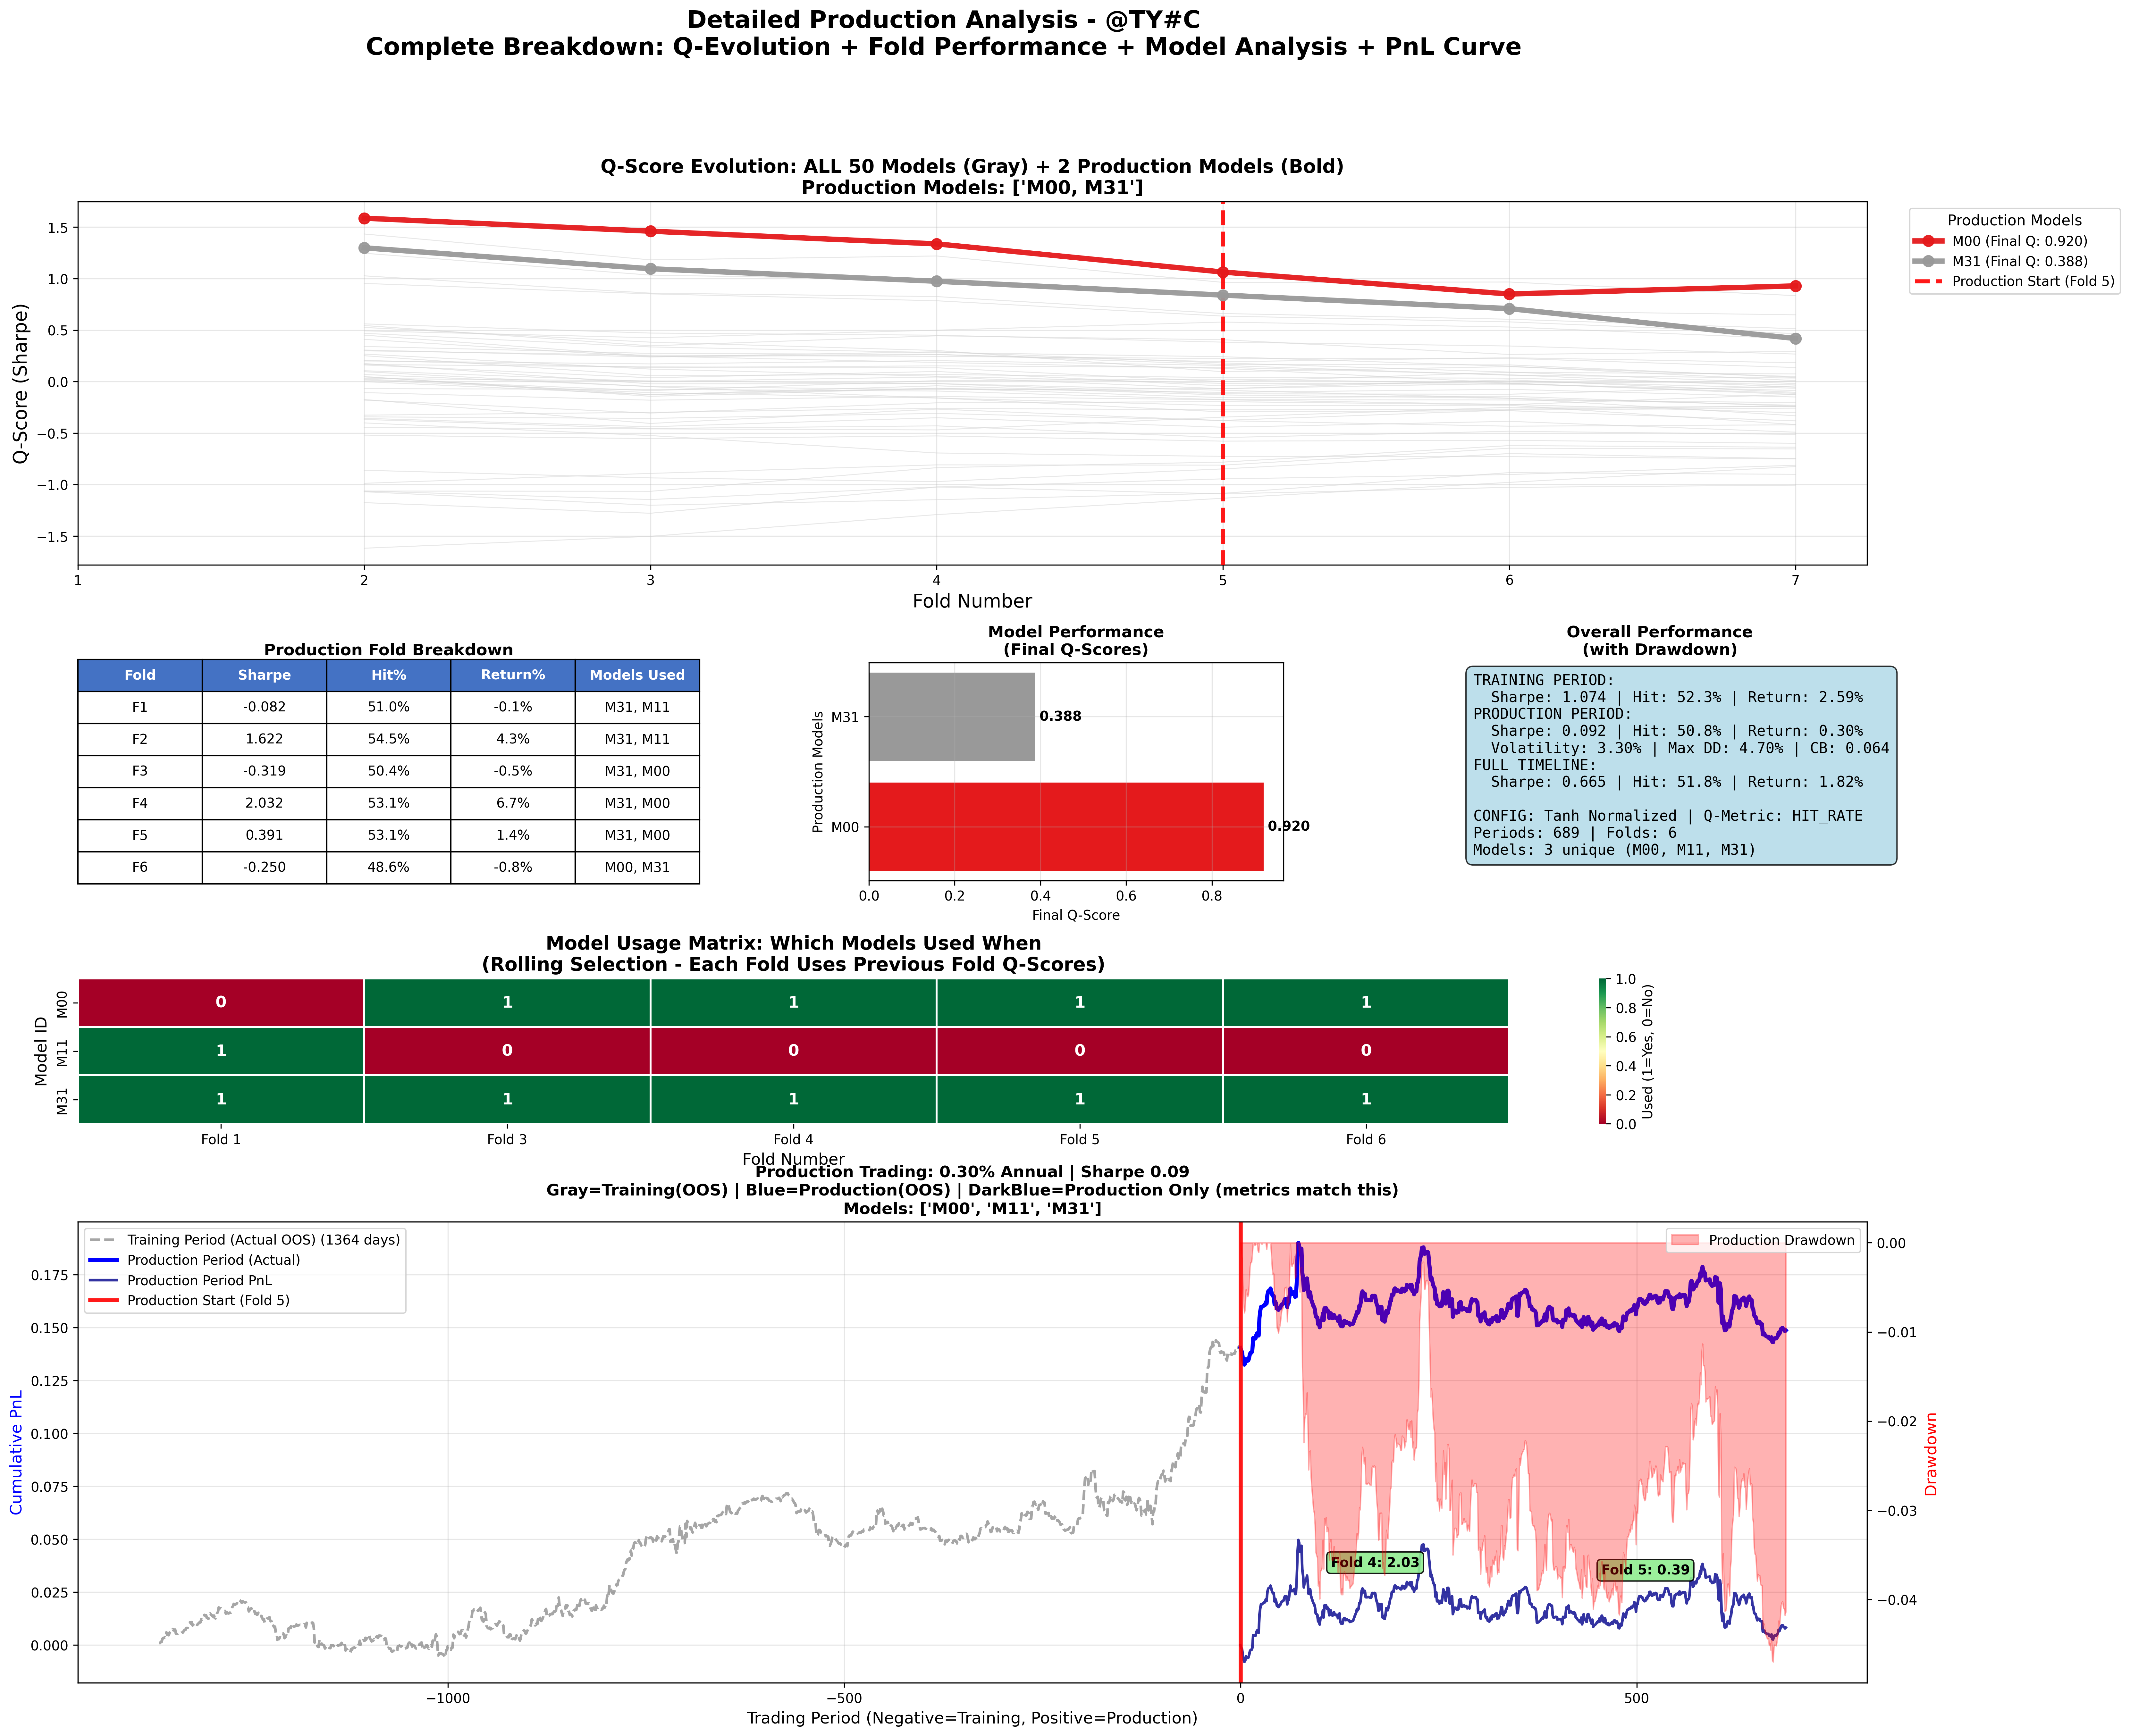 Detailed Production Analysis - @TY#C
Complete Breakdown: Q-Evolution + Fold Performance + Model Analysis + PnL Curve
Q-Score Evolution: ALL 50 Models (Gray) + 2 Production Models (Bold)
Production Models: ['M00, M31']
Q-Score (Sharpe)
1.5
1.0
0.5
0.0
−0.5
−1.0
−1.5
1 2 3 4 5 6 7
Fold Number
Production Models
M00 (Final Q: 0.920)
M31 (Final Q: 0.388)
Production Start (Fold 5)
Production Fold Breakdown
Fold Sharpe Hit% Return% Models Used
F1 -0.082 51.0% -0.1% M31, M11
F2 1.622 54.5% 4.3% M31, M11
F3 -0.319 50.4% -0.5% M31, M00
F4 2.032 53.1% 6.7% M31, M00
F5 0.391 53.1% 1.4% M31, M00
F6 -0.250 48.6% -0.8% M00, M31
Model Performance
(Final Q-Scores)
Production Models
M31
0.388
M00
0.920
0.0 0.2 0.4 0.6 0.8
Final Q-Score
Overall Performance
(with Drawdown)
TRAINING PERIOD:
Sharpe: 1.074 | Hit: 52.3% | Return: 2.59%
PRODUCTION PERIOD:
Sharpe: 0.092 | Hit: 50.8% | Return: 0.30%
Volatility: 3.30% | Max DD: 4.70% | CB: 0.064
FULL TIMELINE:
Sharpe: 0.665 | Hit: 51.8% | Return: 1.82%
CONFIG: Tanh Normalized | Q-Metric: HIT_RATE
Periods: 689 | Folds: 6
Models: 3 unique (M00, M11, M31)
Model Usage Matrix: Which Models Used When
(Rolling Selection - Each Fold Uses Previous Fold Q-Scores)
Model ID
M00 0 1 1 1 1
M11 1 0 0 0 0
M31 1 1 1 1 1
Fold 1 Fold 3 Fold 4 Fold 5 Fold 6
Fold Number
1.0
0.8
0.6
0.4
0.2
0.0
Used (1=Yes, 0=No)
Production Trading: 0.30% Annual | Sharpe 0.09
Gray=Training(OOS) | Blue=Production(OOS) | DarkBlue=Production Only (metrics match this)
Models: ['M00', 'M11', 'M31']
Training Period (Actual OOS) (1364 days)
Production Period (Actual)
Production Period PnL
Production Start (Fold 5)
Production Drawdown
Cumulative PnL
0.175
0.150
0.125
0.100
0.075
0.050
0.025
0.000
Fold 4: 2.03
Fold 5: 0.39
0.00
−0.01
−0.02
−0.03
−0.04
Drawdown
−1000 −500 0 500
Trading Period (Negative=Training, Positive=Production)